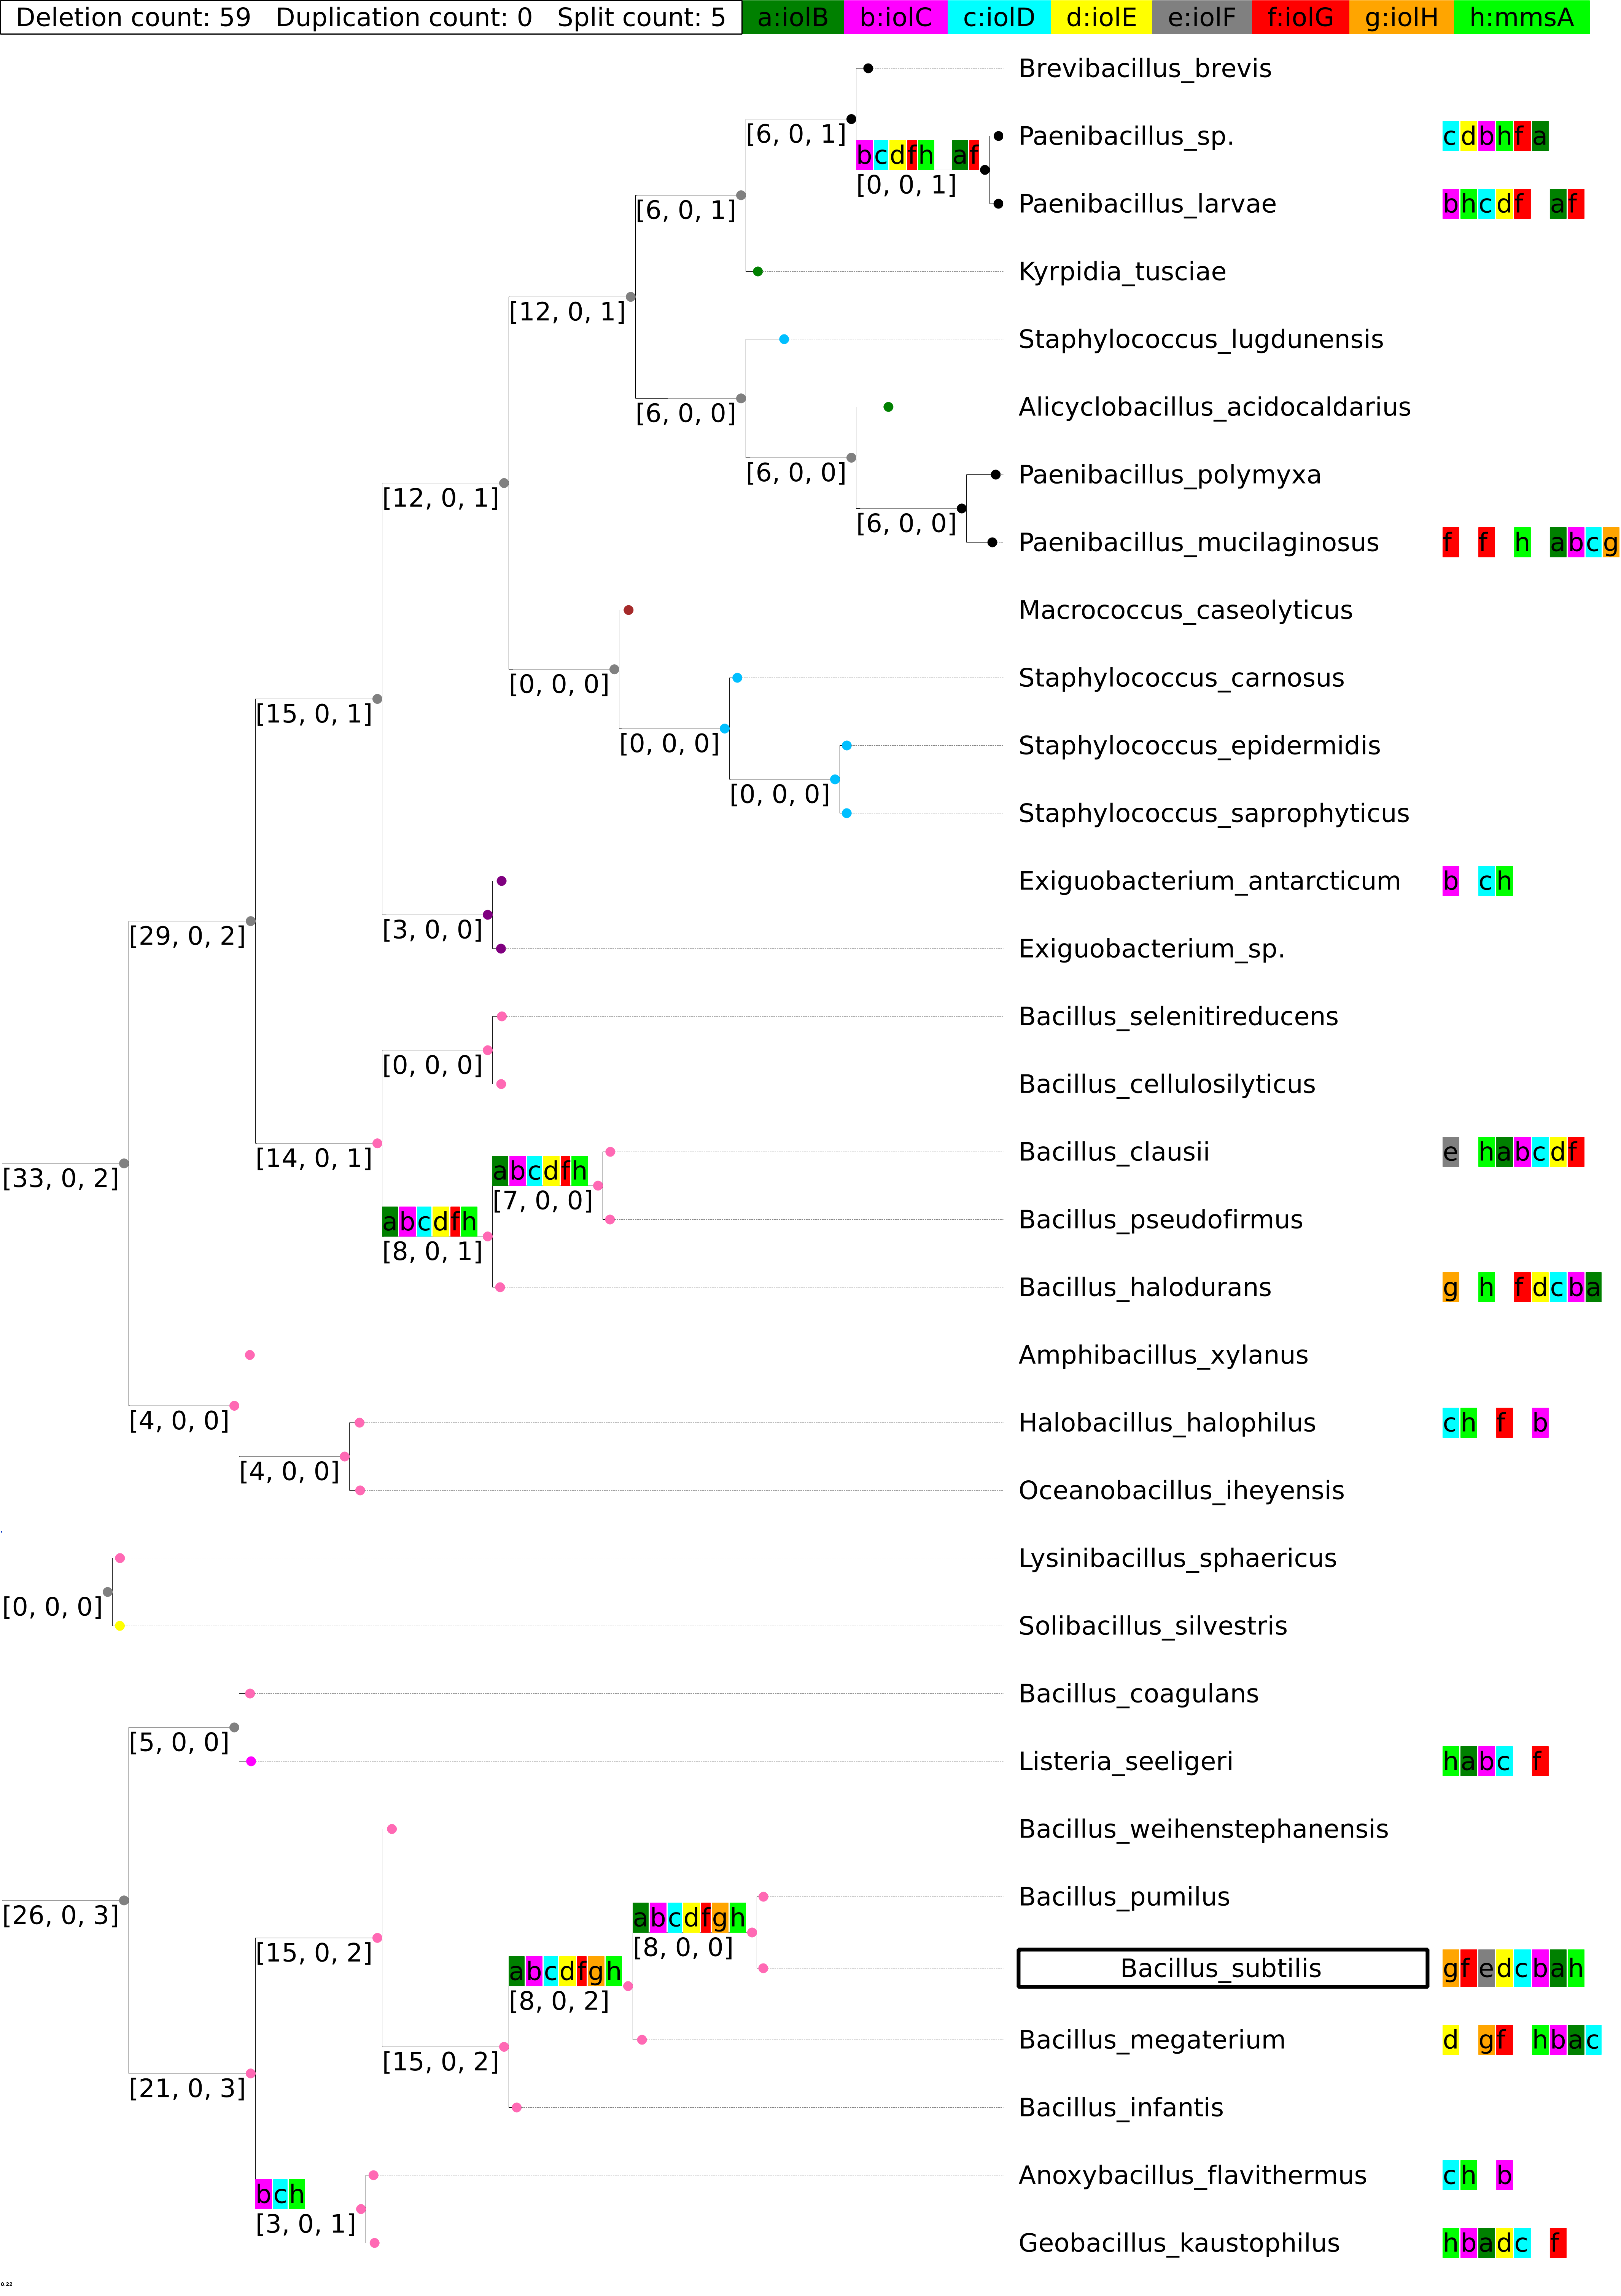 Deletion count: 59 Duplication count: 0 Split count: 5 a:iolB b:iolC c:iolD d:iolE e:iolF f:iolG g:iolH h:mmsA
Brevibacillus_brevis
[6, 0, 1]
Paenibacillus_sp. cdbhfa
bcdfh af
[0, 0, 1]
Paenibacillus_larvae bhcdf af
[6, 0, 1]
Kyrpidia_tusciae
[12, 0, 1]
Staphylococcus_lugdunensis
[6, 0, 0]
Alicyclobacillus_acidocaldarius
[6, 0, 0]
Paenibacillus_polymyxa
[12, 0, 1]
[6, 0, 0]
Paenibacillus_mucilaginosus f f h abcg
Macrococcus_caseolyticus
[0, 0, 0]
Staphylococcus_carnosus
[15, 0, 1]
[0, 0, 0]
Staphylococcus_epidermidis
[0, 0, 0]
Staphylococcus_saprophyticus
Exiguobacterium_antarcticum b ch
[3, 0, 0]
[29, 0, 2]
Exiguobacterium_sp.
Bacillus_selenitireducens
[0, 0, 0]
Bacillus_cellulosilyticus
Bacillus_clausii e habcdf
[14, 0, 1]
abcdfh
[33, 0, 2]
[7, 0, 0]
Bacillus_pseudofirmus
abcdfh
[8, 0, 1]
Bacillus_halodurans g h fdcba
Amphibacillus_xylanus
[4, 0, 0]
Halobacillus_halophilus ch f b
[4, 0, 0]
Oceanobacillus_iheyensis
Lysinibacillus_sphaericus
[0, 0, 0]
Solibacillus_silvestris
Bacillus_coagulans
[5, 0, 0]
Listeria_seeligeri habc f
Bacillus_weihenstephanensis
Bacillus_pumilus
[26, 0, 3]
abcdfgh
[8, 0, 0]
[15, 0, 2]
Bacillus_subtilis gfedcbah
abcdfgh
[8, 0, 2]
Bacillus_megaterium d gf hbac
[15, 0, 2]
[21, 0, 3]
Bacillus_infantis
Anoxybacillus_flavithermus ch b
bch
[3, 0, 1]
Geobacillus_kaustophilus hbadc f
0.22